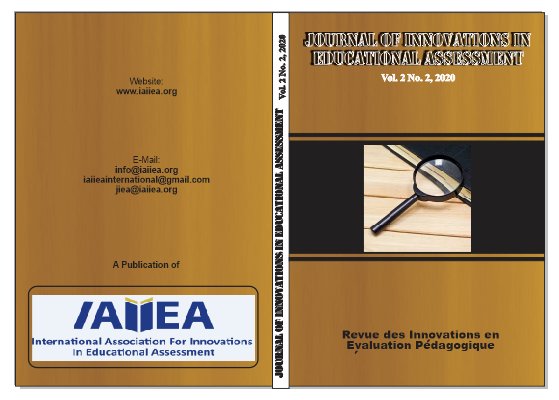 Website:
www.iaiiea.org
E-Mail:
info@iaiiea.org
iaiieainternational@gmail.com
jiea@iaiiea.org
A Publication of
IAIIEA
International Association For Innovations
In Educational Assessment
JOURNAL OF INNOVATIONS IN EDUCATIONAL ASSESSMENT Vol. 2 No. 2, 2020
JOURNAL OF INNOVATIONS IN
EDUCATIONAL ASSESSMENT
Vol. 2 No. 2, 2020
Revue des Innovations en
Evaluation Pédagogique